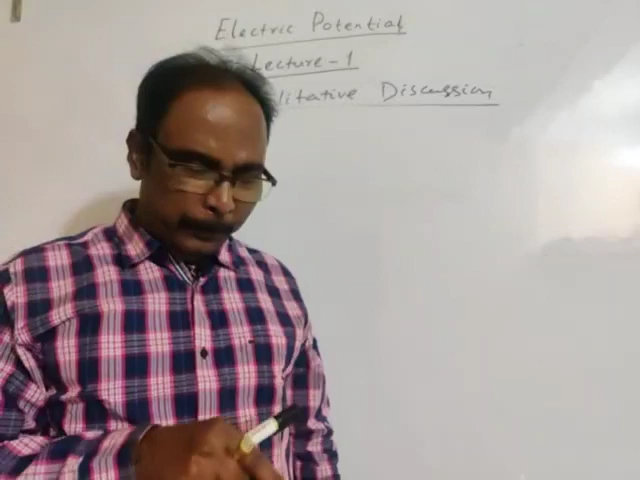 Electric Potential
Lecture-1
litative Discussion